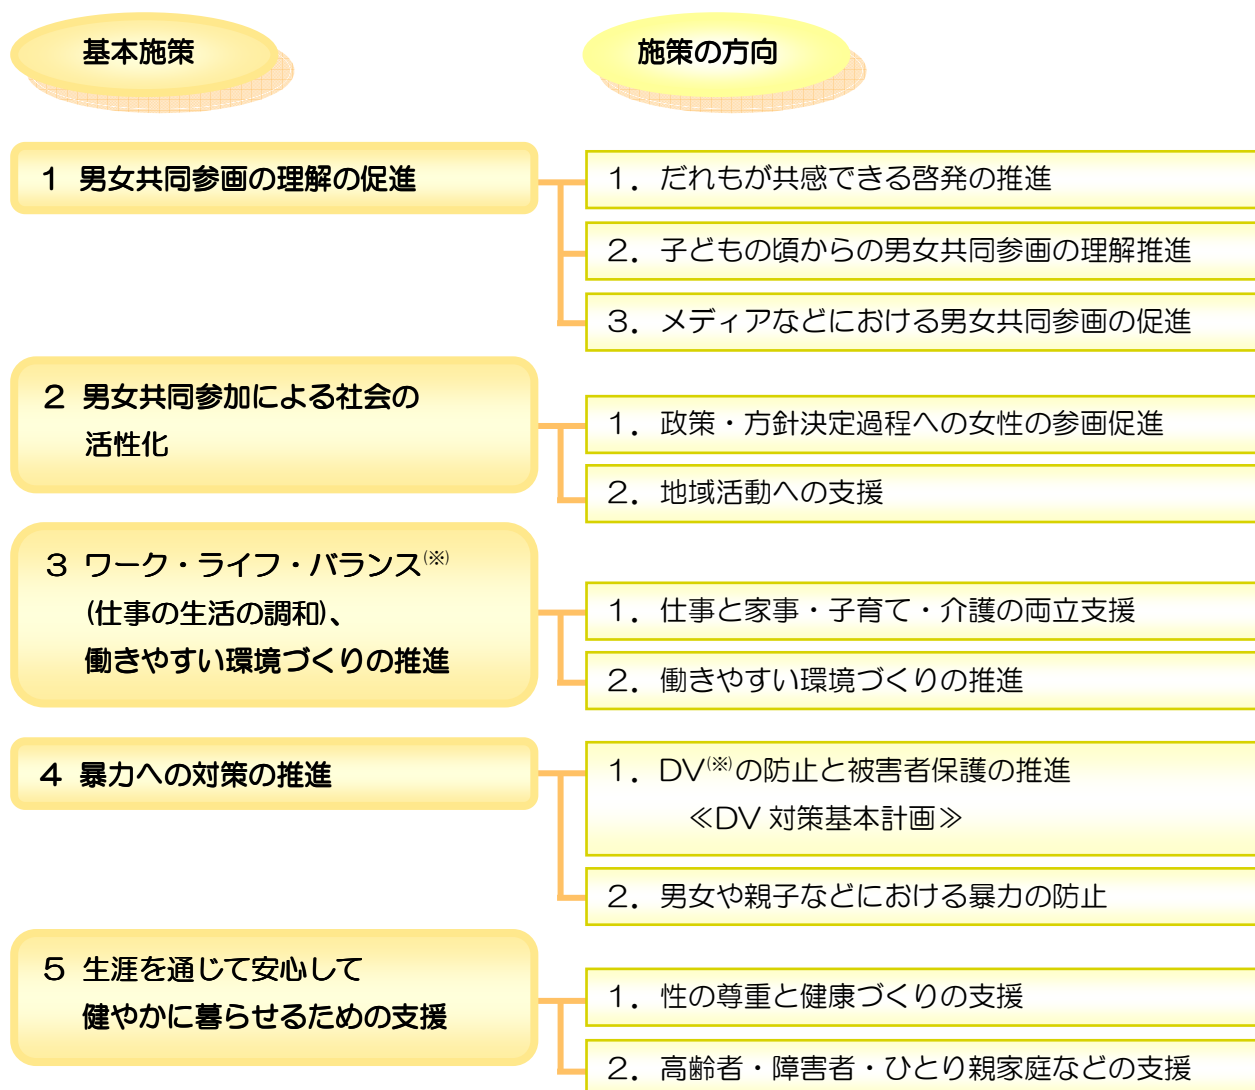 基本施策
施策の方向
1 男女共同参画の理解の促進
1．だれもが共感できる啓発の推進
2．子どもの頃からの男女共同参画の理解推進
3．メディアなどにおける男女共同参画の促進
2 男女共同参加による社会の
活性化
1．政策・方針決定過程への女性の参画促進
2．地域活動への支援
3 ワーク・ライフ・バランス(※)
(仕事の生活の調和)、
働きやすい環境づくりの推進
1．仕事と家事・子育て・介護の両立支援
2．働きやすい環境づくりの推進
4 暴力への対策の推進
1．DV(※)の防止と被害者保護の推進
≪DV 対策基本計画≫
2．男女や親子などにおける暴力の防止
5 生涯を通じて安心して
健やかに暮らせるための支援
1．性の尊重と健康づくりの支援
2．高齢者・障害者・ひとり親家庭などの支援